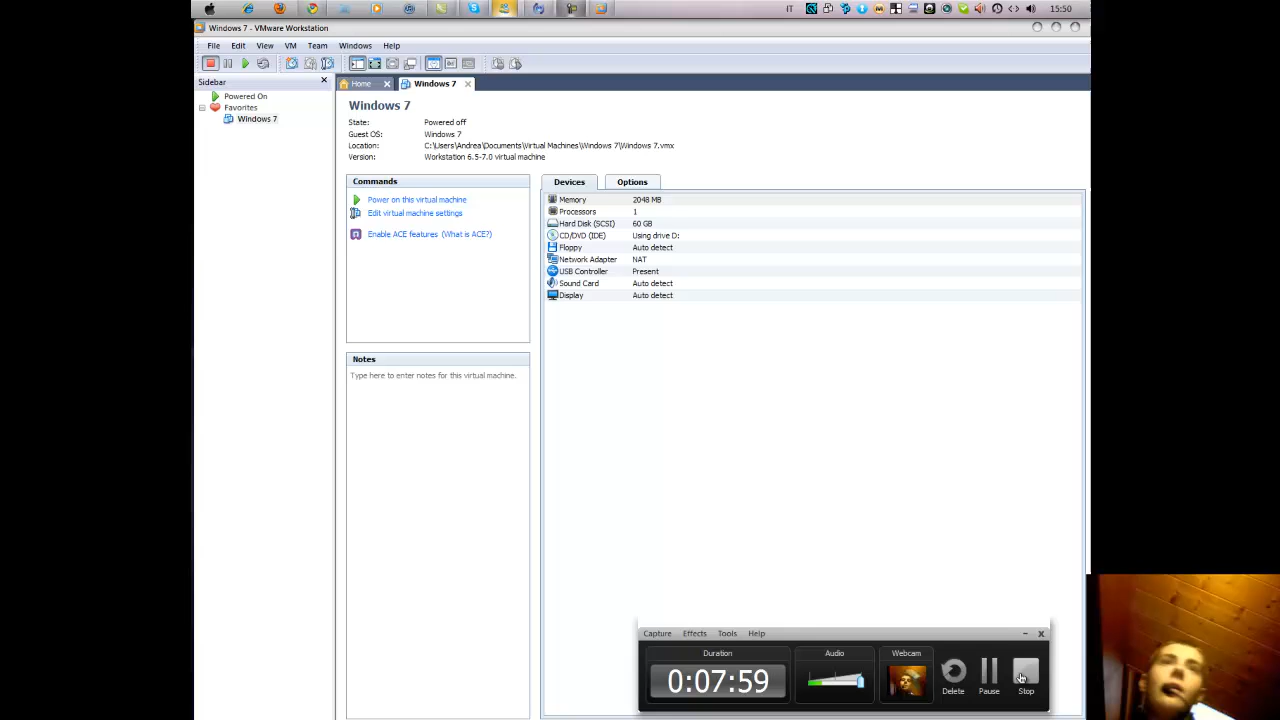 IT 15:50
Windows 7 - VMware Workstation
File Edit View VM Team Windows Help
Sidebar
Home Windows 7
Powered On
Favorites
Windows 7
Windows 7
State: Powered off
Guest OS: Windows 7
Location: C:\Users\Andrea\Documents\Virtual Machines\Windows 7\Windows 7.vmx
Version: Workstation 6.5-7.0 virtual machine
Commands
Power on this virtual machine
Edit virtual machine settings
Enable ACE features (What is ACE?)
Notes
Type here to enter notes for this virtual machine.
Devices Options
Memory 2048 MB
Processors 1
Hard Disk (SCSI) 60 GB
CD/DVD (IDE) Using drive D:
Floppy Auto detect
Network Adapter NAT
USB Controller Present
Sound Card Auto detect
Display Auto detect
Capture Effects Tools Help
Duration Audio Webcam
0:07:59
Delete Pause Stop